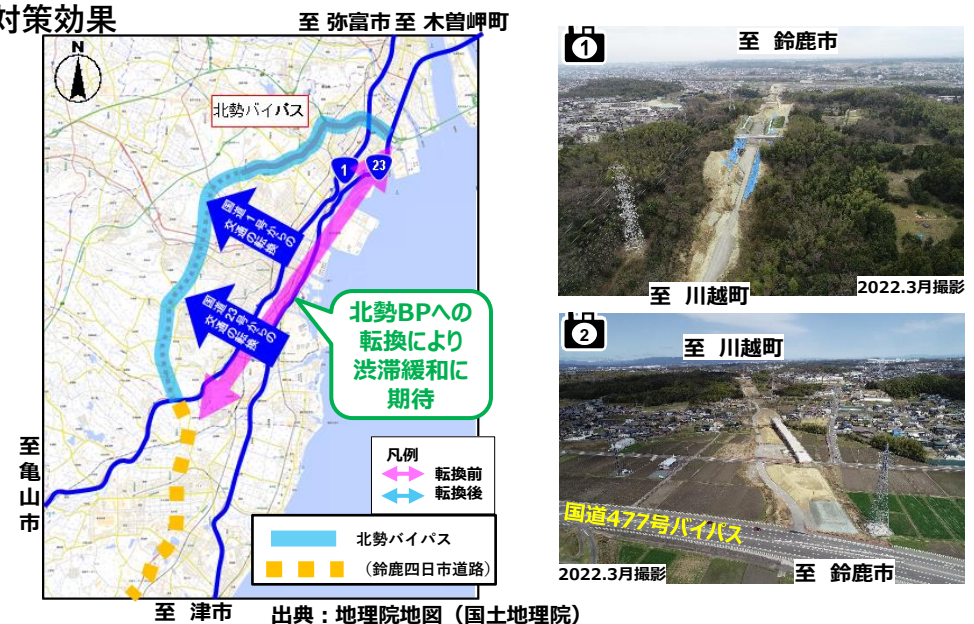 対策効果
至 弥富市 至 木曽岬町
N
北勢バイパス
1
23
国道1号からの
交通の転換
国道23号からの
交通の転換
北勢BPへの
転換により
渋滞緩和に
期待
至
亀
山
市
凡例
転換前
転換後
北勢バイパス
（鈴鹿四日市道路）
至 津市
出典：地理院地図（国土地理院）
1
至 鈴鹿市
至 川越町
2022.3月撮影
2
至 川越町
国道477号バイパス
2022.3月撮影
至 鈴鹿市